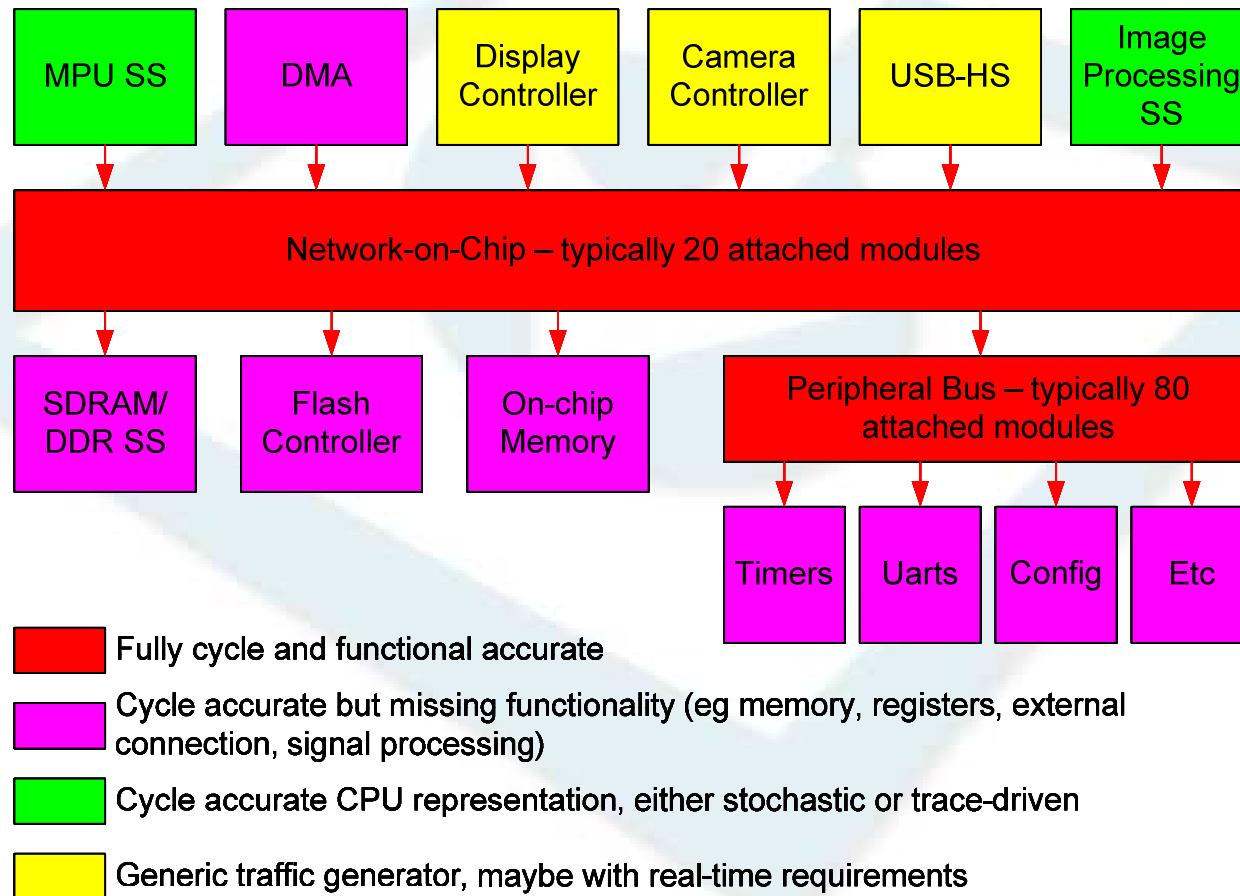 MPU SS
DMA
Display
Controller
Camera
Controller
USB-HS
Image
Processing
SS
Network-on-Chip – typically 20 attached modules
SDRAM/
DDR SS
Flash
Controller
On-chip
Memory
Peripheral Bus – typically 80
attached modules
Timers
Uarts
Config
Etc
Fully cycle and functional accurate
Cycle accurate but missing functionality (eg memory, registers, external
connection, signal processing)
Cycle accurate CPU representation, either stochastic or trace-driven
Generic traffic generator, maybe with real-time requirements